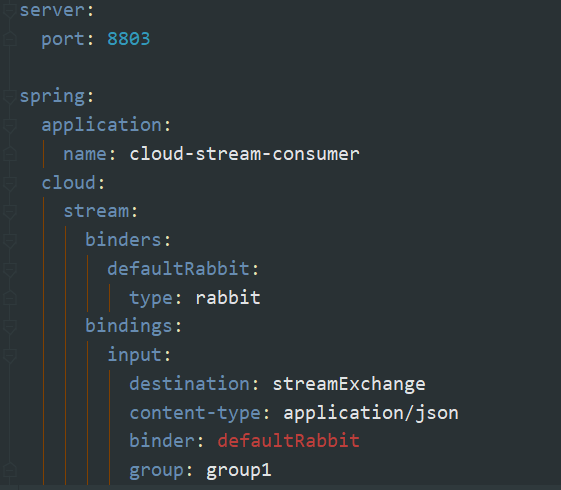 server:
  port: 8803

spring:
  application:
    name: cloud-stream-consumer
  cloud:
    stream:
      binders:
        defaultRabbit:
          type: rabbit
      bindings:
        input:
          destination: streamExchange
          content-type: application/json
          binder: defaultRabbit
          group: group1